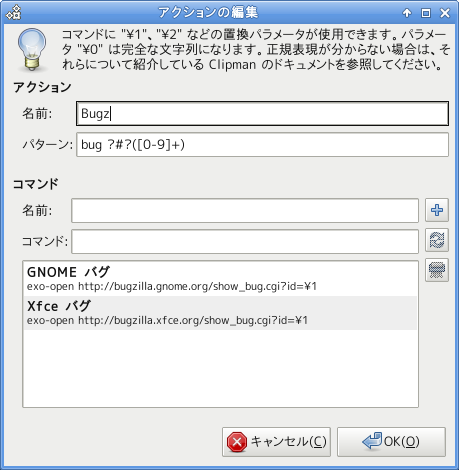 アクションの編集
コマンドに "¥1"、"¥2" などの置換パラメータが使用できます。パラメー
タ "¥0" は完全な文字列になります。正規表現が分からない場合は、そ
れらについて紹介している Clipman のドキュメントを参照してください。
アクション
名前:
Bugz
パターン:
bug ?#?([0-9]+)
コマンド
名前:
コマンド:
GNOME バグ
exo-open http://bugzilla.gnome.org/show_bug.cgi?id=¥1
Xfce バグ
exo-open http://bugzilla.xfce.org/show_bug.cgi?id=¥1
キャンセル(C)
OK(O)